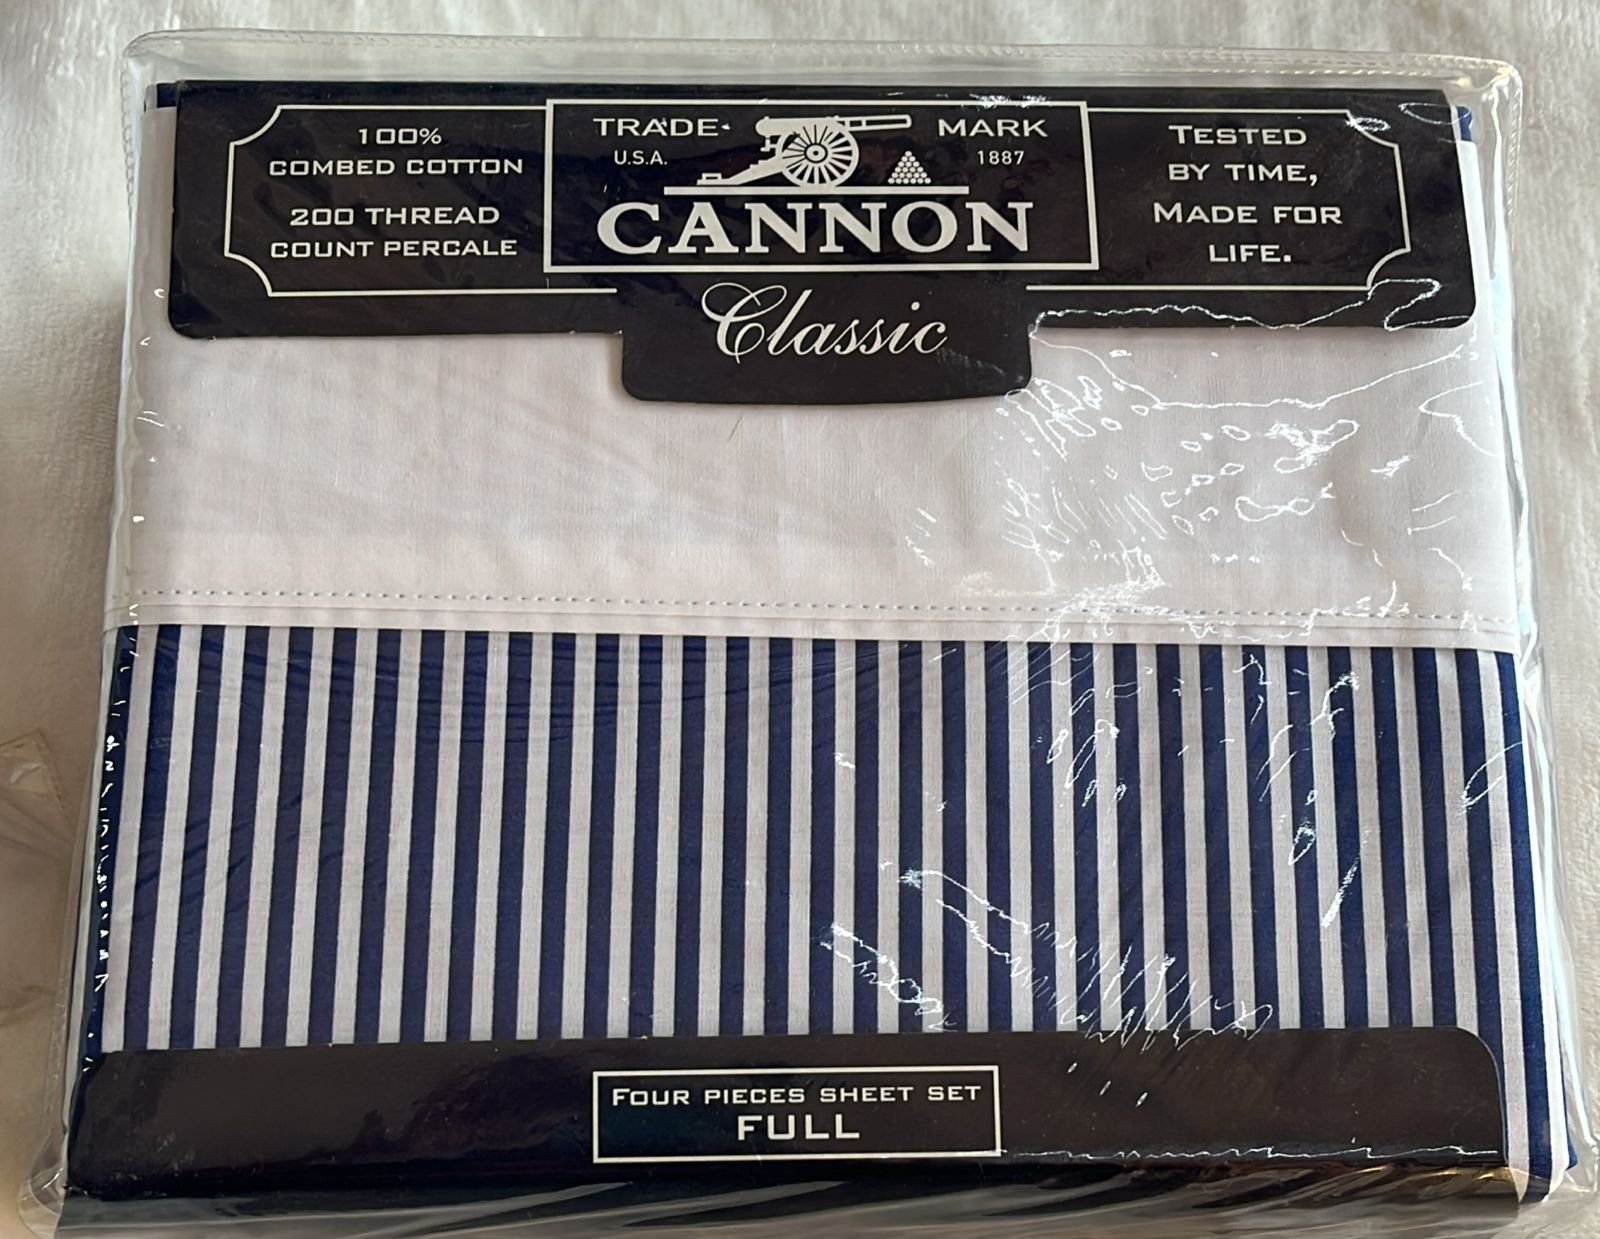 100%
COMBED COTTON
200 THREAD
COUNT PERCALE
TRADE MARK
U.S.A. 1887
CANNON
Classic
TESTED
BY TIME,
MADE FOR
LIFE.
FOUR PIECES SHEET SET
FULL